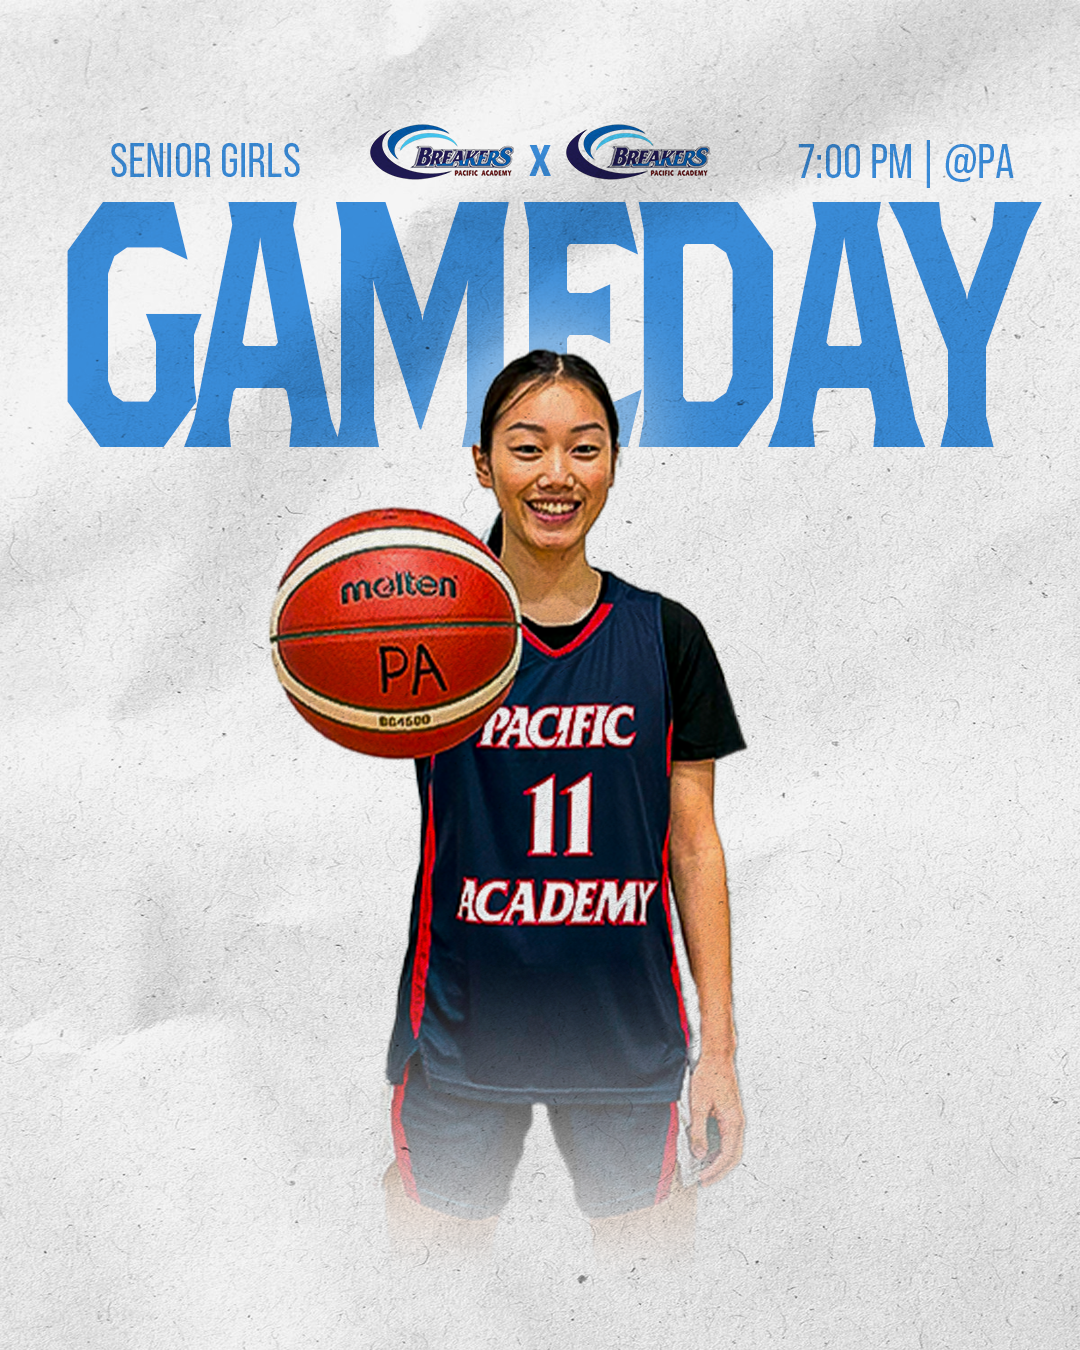 SENIOR GIRLS
BREAKERS
PACIFIC ACADEMY
X
BREAKERS
PACIFIC ACADEMY
7:00 PM | @PA
GAMEDAY
molten
PA
BG4500
PACIFIC
11
ACADEMY